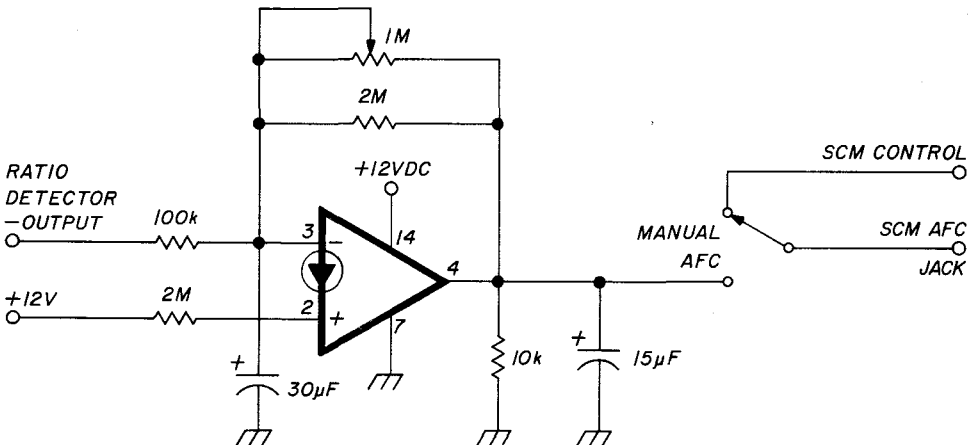 1M
2M
+12VDC
RATIO
DETECTOR
-OUTPUT
100k
3
-
14
4
+12V
2M
2
+
7
+
30µF
10k
+
15µF
MANUAL
AFC
SCM CONTROL
SCM AFC
JACK